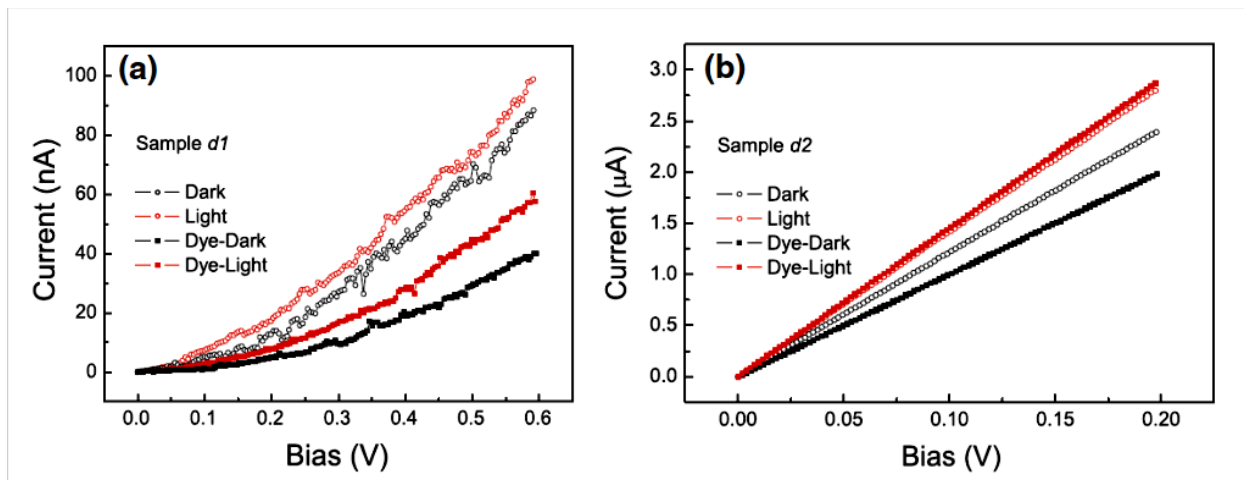 (a)
Sample d1
Dark
Light
Dye-Dark
Dye-Light
100
80
60
40
20
0
Current (nA)
0.0 0.1 0.2 0.3 0.4 0.5 0.6
Bias (V)
(b)
Sample d2
Dark
Light
Dye-Dark
Dye-Light
3.0
2.5
2.0
1.5
1.0
0.5
0.0
Current (μA)
0.00 0.05 0.10 0.15 0.20
Bias (V)